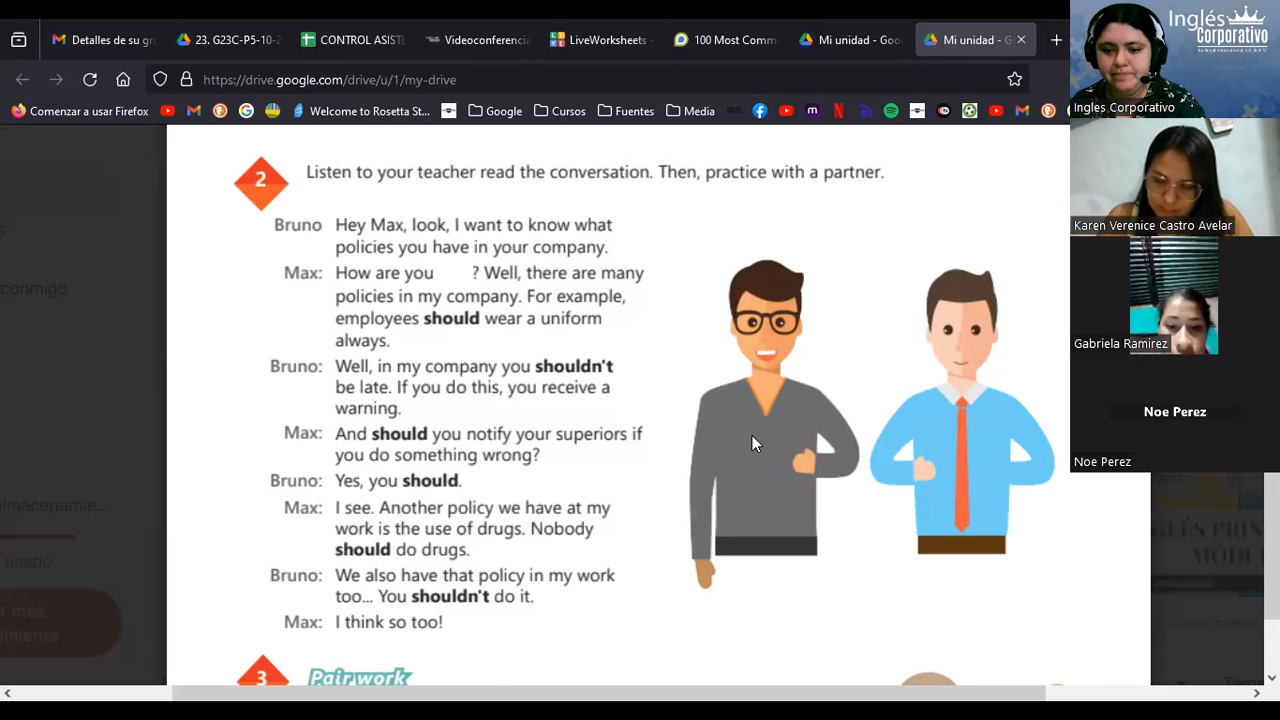 Detalles de su gr
23. G23C-P5-10-2
CONTROL ASIST
Videoconf
LiveWorksheets -
100 Most Comm
Mi unidad - Goo
Mi unidad - G
https://drive.google.com/drive/u/1/my-drive
Comenzar a usar Firefox
Welcome to Rosetta St...
Google
Cursos
Fuentes
Media
Inglés
Corporativo
Ingles Corporativo
Karen Verenice Castro Avelar
Gabriela Ramirez
Noe Perez
Noe Perez
conmigo
almacenamie...
usado
2
Listen to your teacher read the conversation. Then, practice with a partner.
Bruno Hey Max, look, I want to know what
policies you have in your company.
Max: How are you ? Well, there are many
policies in my company. For example,
employees should wear a uniform
always.
Bruno: Well, in my company you shouldn't
be late. If you do this, you receive a
warning.
Max: And should you notify your superiors if
you do something wrong?
Bruno: Yes, you should.
Max: I see. Another policy we have at my
work is the use of drugs. Nobody
should do drugs.
Bruno: We also have that policy in my work
too... You shouldn't do it.
Max: I think so too!
3
Pair work